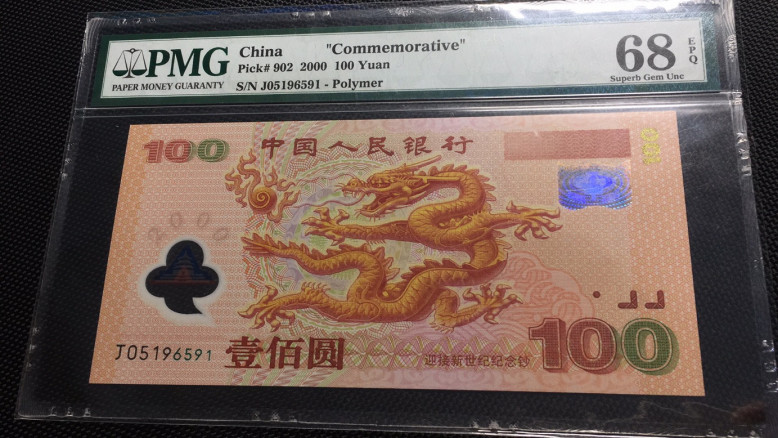 PMG
PAPER MONEY GUARANTY
China "Commemorative"
Pick# 902 2000 100 Yuan
S/N J05196591 - Polymer
68
EPQ
Superb Gem Unc
100
中国人民银行
100
2000
J05196591
壹佰圆
迎接新世纪纪念钞
100